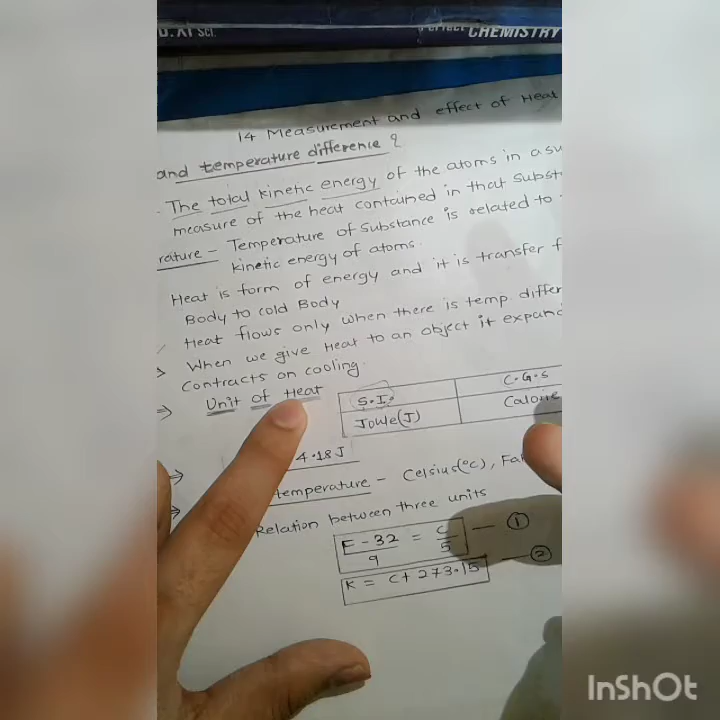 D. XI Sci.
PERFECT CHEMISTRY
14 Measurement and effect of Heat
and temperature difference ?
The total kinetic energy of the atoms in a su
measure of the heat contained in that subst
rature - Temperature of substance is related to
kinetic energy of atoms.
Heat is form of energy and it is transfer f
Body to cold Body
Heat flows only when there is temp. differ
> When we give Heat to an object it expand
contracts on cooling.
⇒ Unit of Heat
S.I. C.G.S
Joule(J) Calorie
⇒ 4.18J
temperature - Celsius(°C), Fa
Relation between three units
F - 32 / 9 = C / 5 — 1
K = C + 273.15 — 2
InShOt